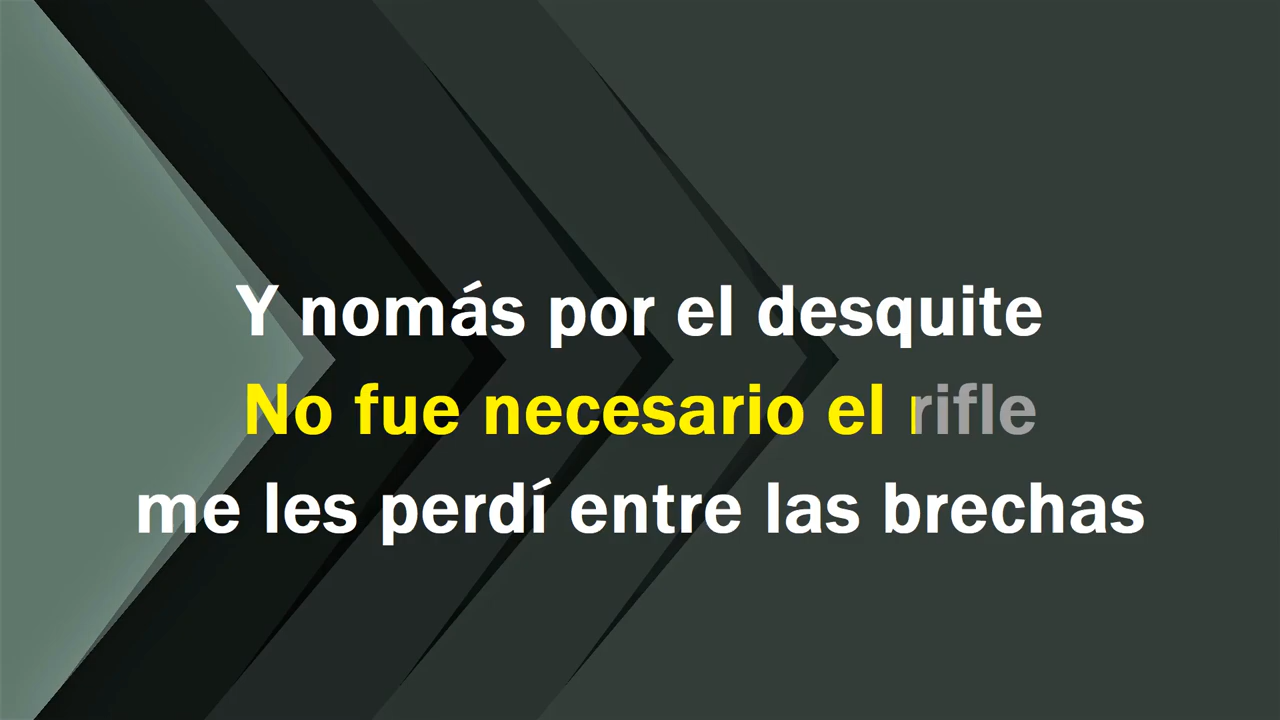 Y nomás por el desquite
No fue necesario el rifle
me les perdí entre las brechas